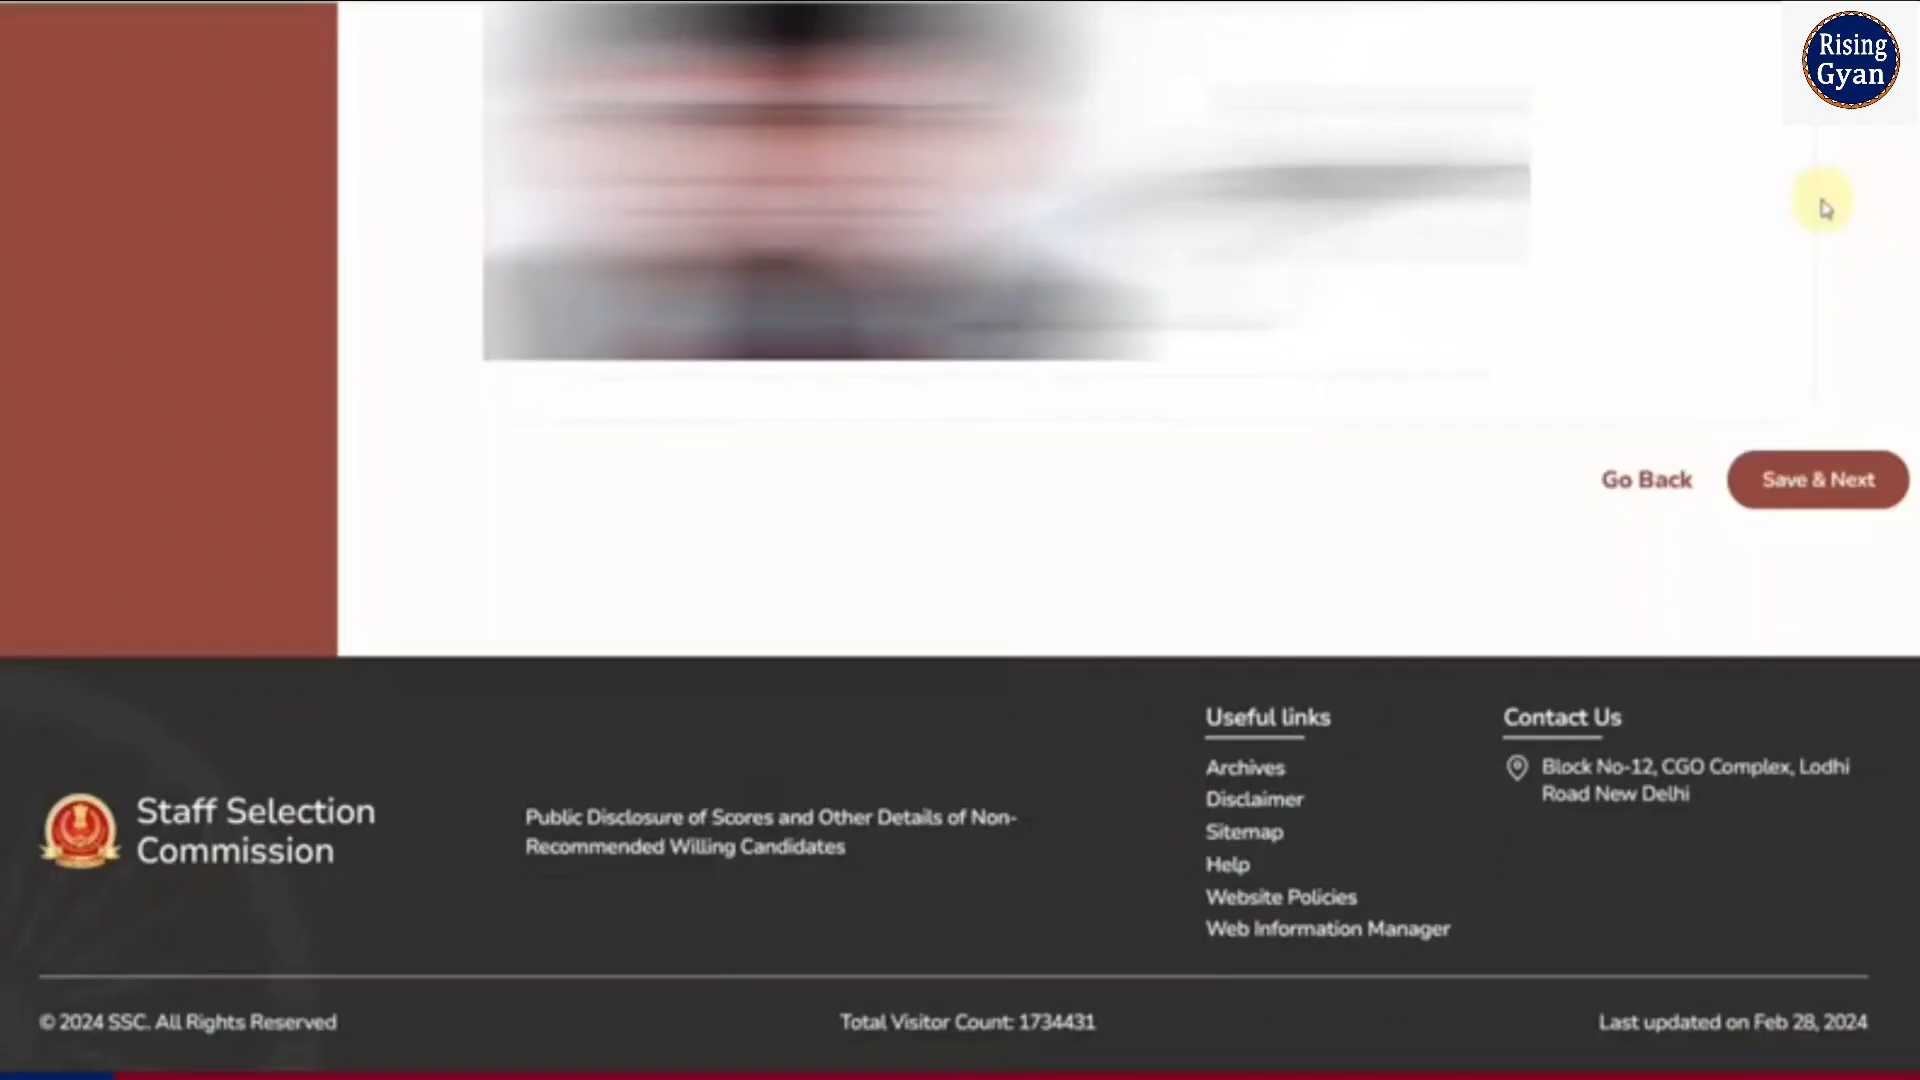 Rising
Gyan
Go Back
Save & Next
Staff Selection
Commission
Public Disclosure of Scores and Other Details of Non-
Recommended Willing Candidates
Useful links
Archives
Disclaimer
Sitemap
Help
Website Policies
Web Information Manager
Contact Us
Block No-12, CGO Complex, Lodhi
Road New Delhi
© 2024 SSC. All Rights Reserved
Total Visitor Count: 1734431
Last updated on Feb 28, 2024